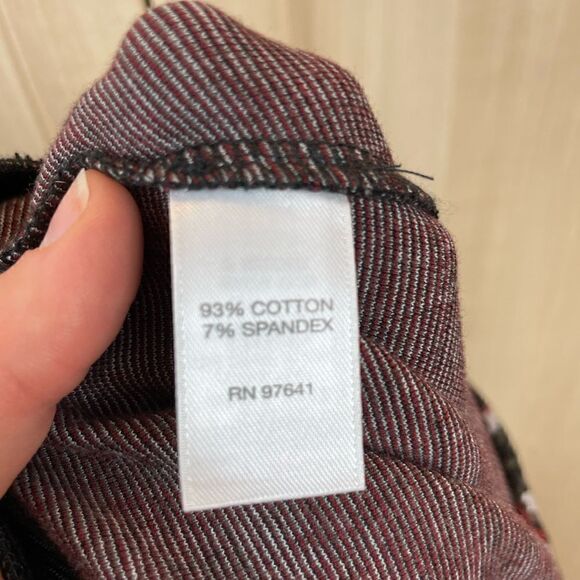 93% COTTON
7% SPANDEX
RN 97641